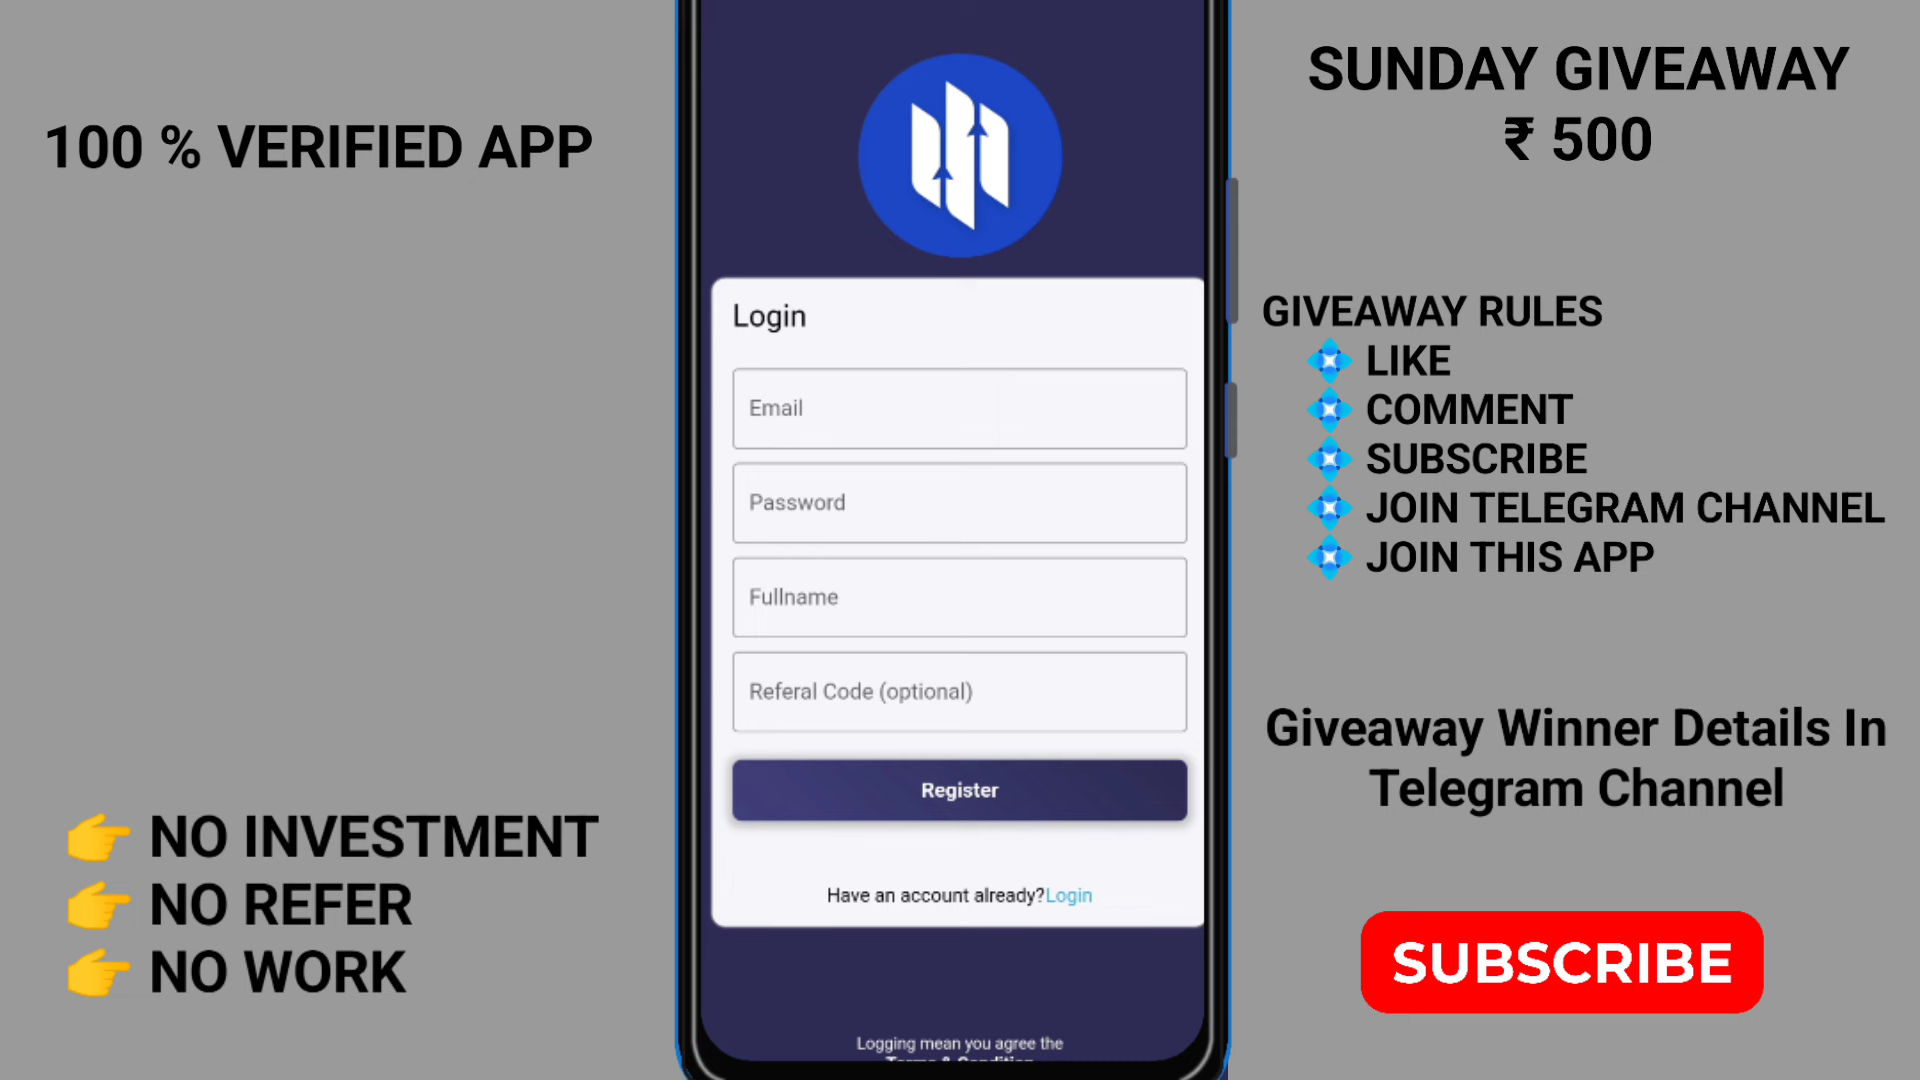 100 % VERIFIED APP
👉 NO INVESTMENT
👉 NO REFER
👉 NO WORK
Login
Email
Password
Fullname
Referal Code (optional)
Register
Have an account already?Login
Logging mean you agree the
Terms & Condition
SUNDAY GIVEAWAY
₹ 500
GIVEAWAY RULES
💠 LIKE
💠 COMMENT
💠 SUBSCRIBE
💠 JOIN TELEGRAM CHANNEL
💠 JOIN THIS APP
Giveaway Winner Details In
Telegram Channel
SUBSCRIBE